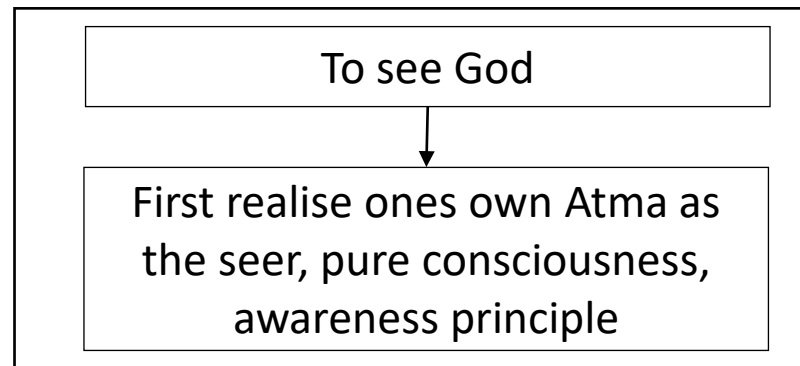 To see God
First realise ones own Atma as
the seer, pure consciousness,
awareness principle